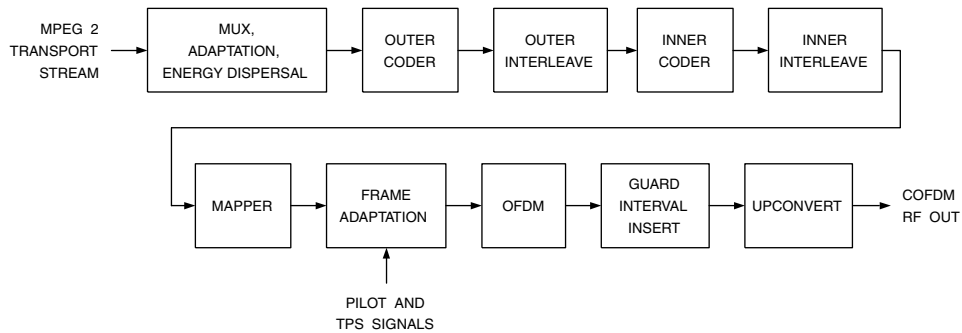 MPEG 2
TRANSPORT
STREAM
MUX,
ADAPTATION,
ENERGY DISPERSAL
OUTER
CODER
OUTER
INTERLEAVE
INNER
CODER
INNER
INTERLEAVE
MAPPER
FRAME
ADAPTATION
OFDM
GUARD
INTERVAL
INSERT
UPCONVERT
COFDM
RF OUT
PILOT AND
TPS SIGNALS